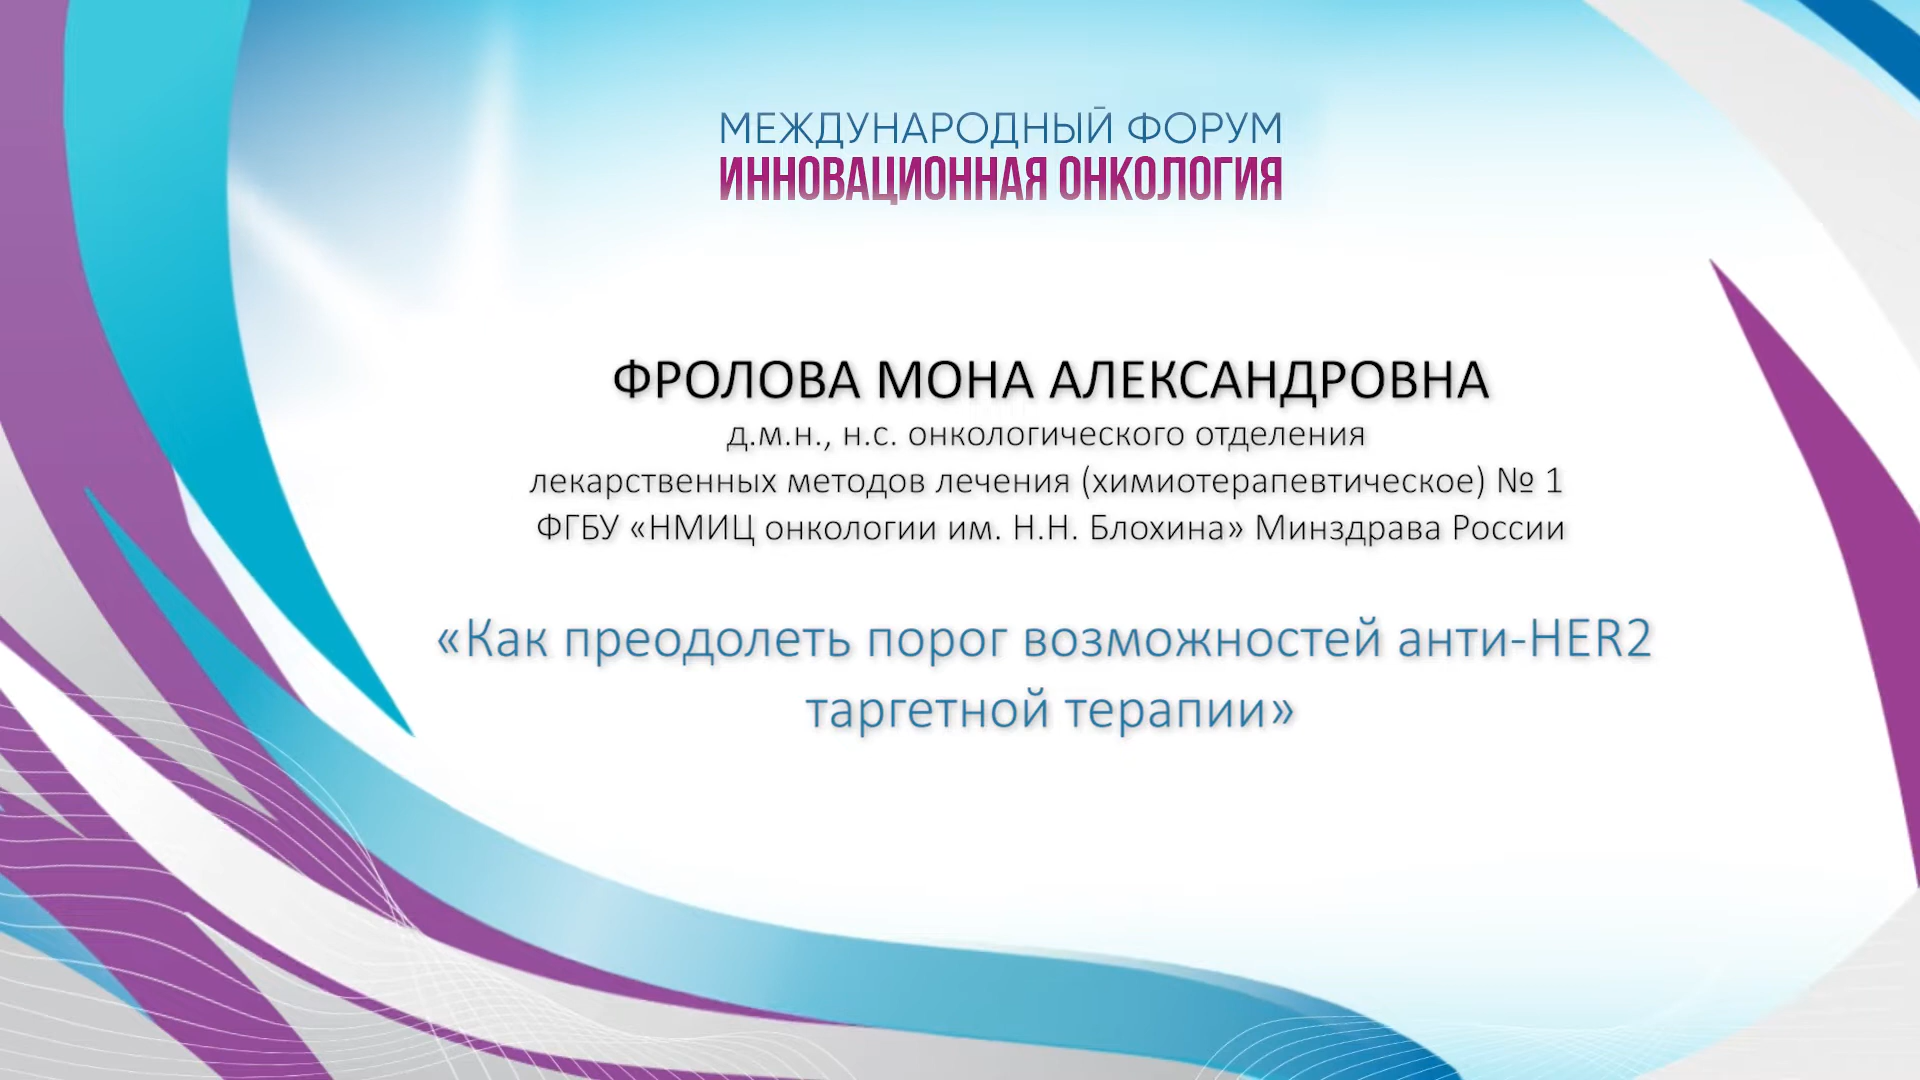 МЕЖДУНАРОДНЫЙ ФОРУМ
ИННОВАЦИОННАЯ ОНКОЛОГИЯ
ФРОЛОВА МОНА АЛЕКСАНДРОВНА
д.м.н., н.с. онкологического отделения
лекарственных методов лечения (химиотерапевтическое) № 1
ФГБУ «НМИЦ онкологии им. Н.Н. Блохина» Минздрава России
«Как преодолеть порог возможностей анти-HER2
таргетной терапии»